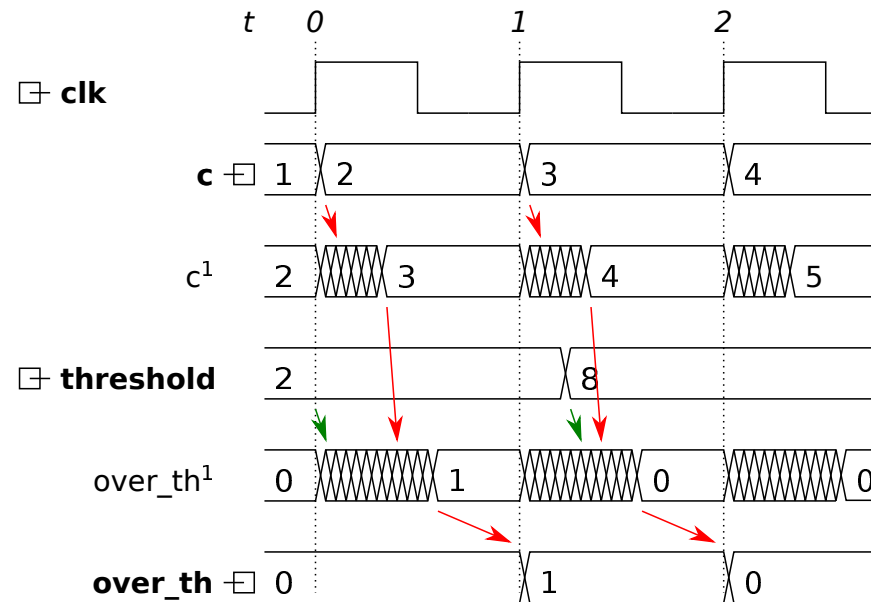 t 0 1 2
clk
c 1 2 3 4
c¹ 2 3 4 5
threshold 2 8
over_th¹ 0 1 0 0
over_th 0 1 0